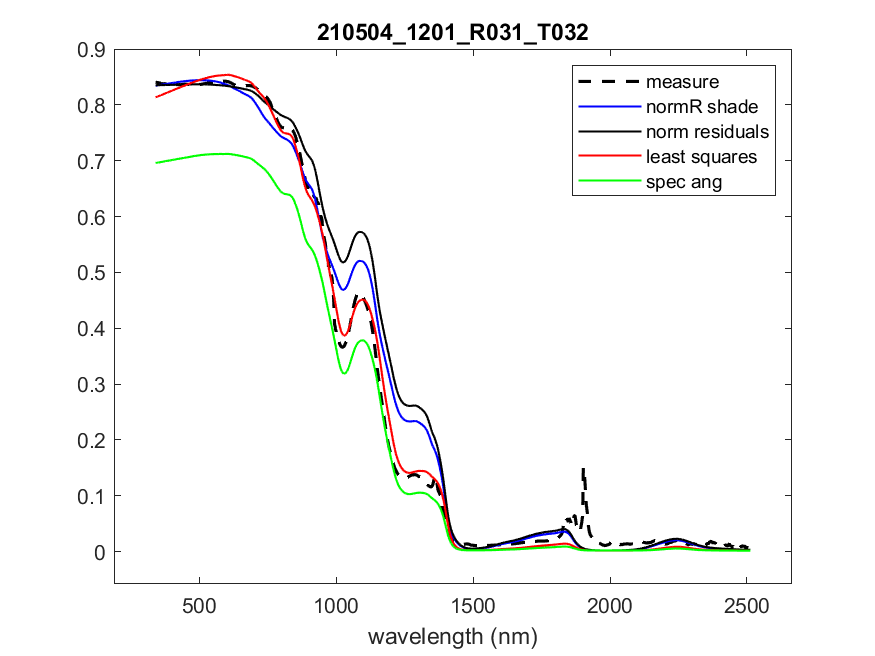 210504_1201_R031_T032
0.9
0.8
0.7
0.6
0.5
0.4
0.3
0.2
0.1
0
measure
normR shade
norm residuals
least squares
spec ang
500 1000 1500 2000 2500
wavelength (nm)